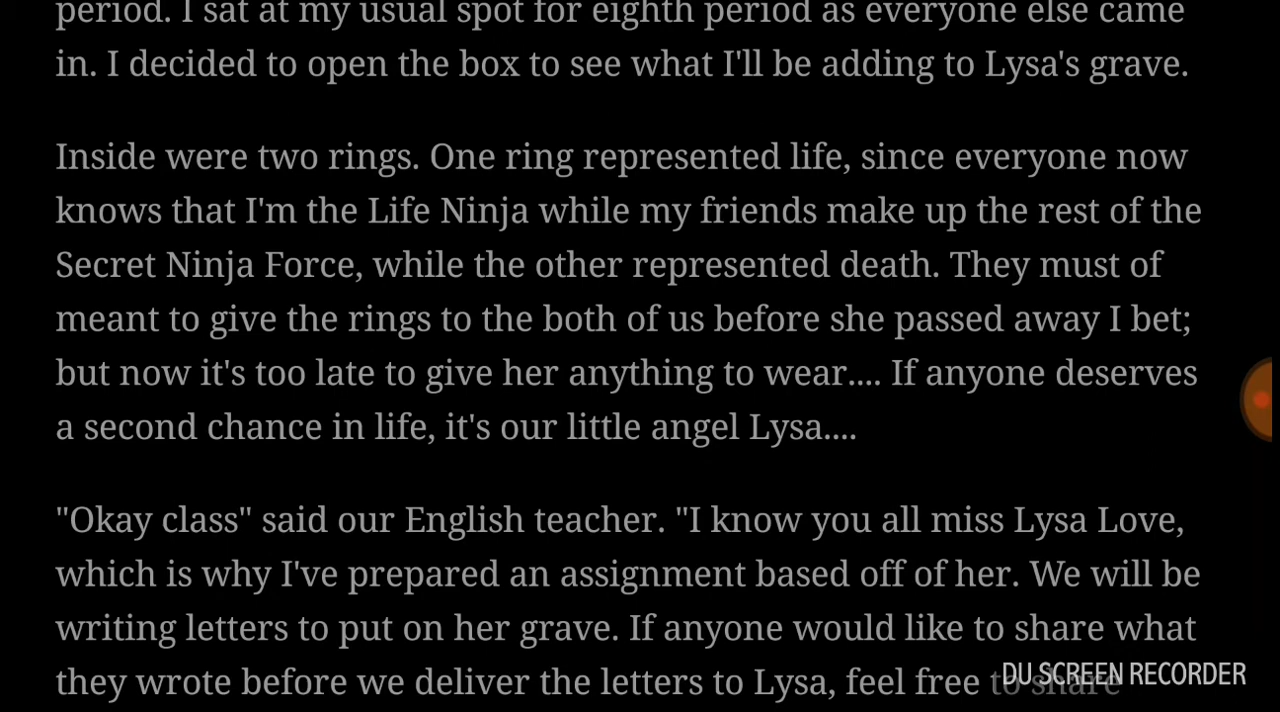 period. I sat at my usual spot for eighth period as everyone else came
in. I decided to open the box to see what I'll be adding to Lysa's grave.
Inside were two rings. One ring represented life, since everyone now
knows that I'm the Life Ninja while my friends make up the rest of the
Secret Ninja Force, while the other represented death. They must of
meant to give the rings to the both of us before she passed away I bet;
but now it's too late to give her anything to wear.... If anyone deserves
a second chance in life, it's our little angel Lysa....
"Okay class" said our English teacher. "I know you all miss Lysa Love,
which is why I've prepared an assignment based off of her. We will be
writing letters to put on her grave. If anyone would like to share what
they wrote before we deliver the letters to Lysa, feel free to share
DU SCREEN RECORDER